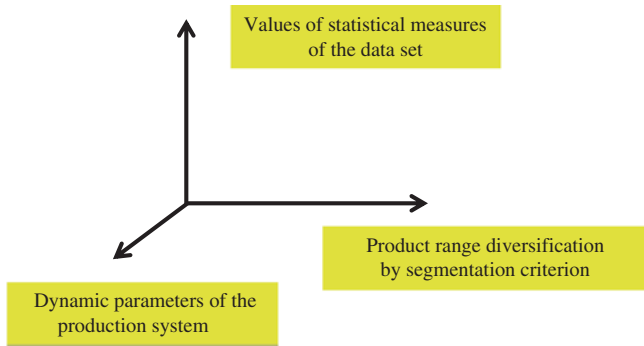 Values of statistical measures
of the data set
Product range diversification
by segmentation criterion
Dynamic parameters of the
production system